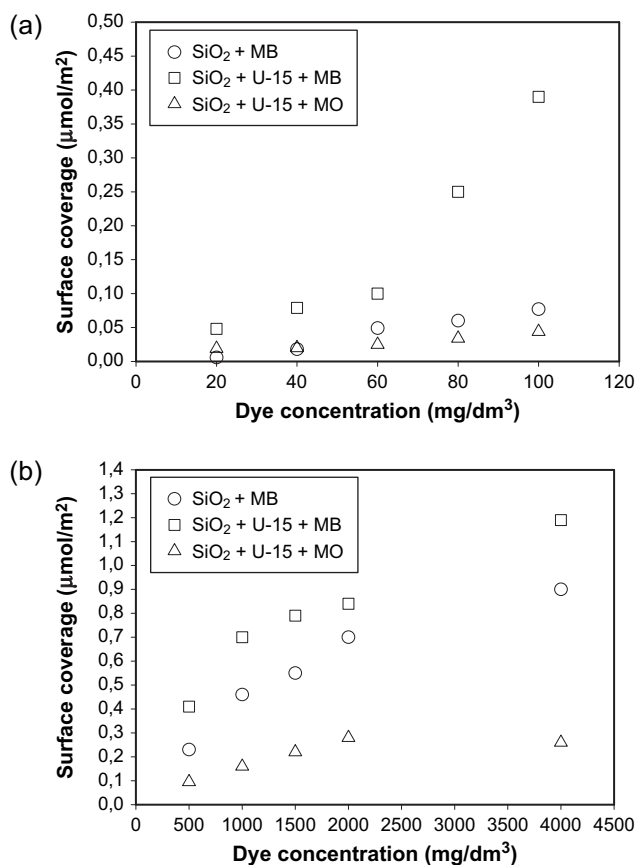 (a)
0,50
0,45
0,40
0,35
0,30
0,25
0,20
0,15
0,10
0,05
0,00
Surface coverage (μmol/m²)
SiO₂ + MB
SiO₂ + U-15 + MB
SiO₂ + U-15 + MO
0 20 40 60 80 100 120
Dye concentration (mg/dm³)
(b)
1,4
1,3
1,2
1,1
1,0
0,9
0,8
0,7
0,6
0,5
0,4
0,3
0,2
0,1
0,0
Surface coverage (μmol/m²)
SiO₂ + MB
SiO₂ + U-15 + MB
SiO₂ + U-15 + MO
0 500 1000 1500 2000 2500 3000 3500 4000 4500
Dye concentration (mg/dm³)